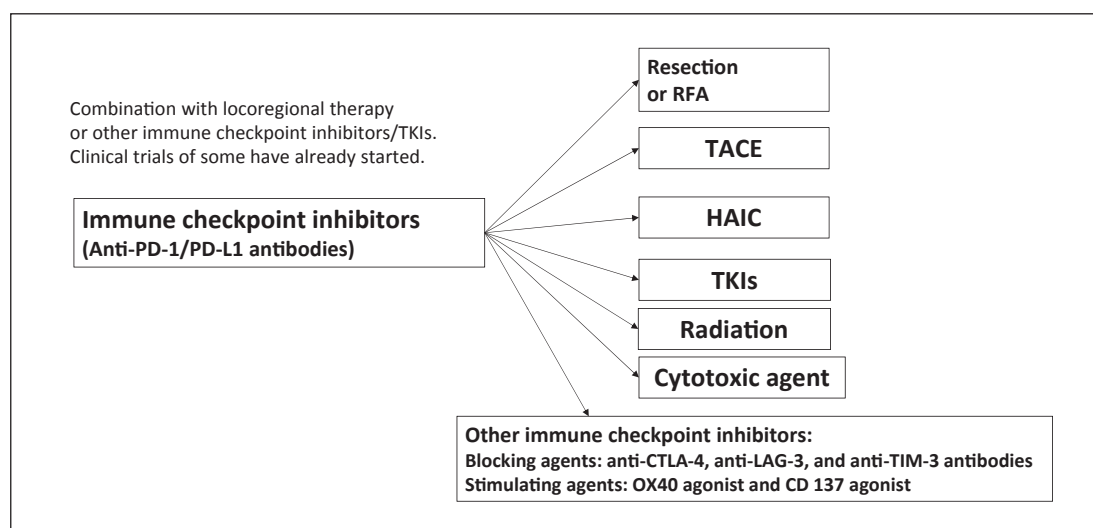 Combination with locoregional therapy
or other immune checkpoint inhibitors/TKIs.
Clinical trials of some have already started.
Immune checkpoint inhibitors
(Anti-PD-1/PD-L1 antibodies)
Resection
or RFA
TACE
HAIC
TKIs
Radiation
Cytotoxic agent
Other immune checkpoint inhibitors:
Blocking agents: anti-CTLA-4, anti-LAG-3, and anti-TIM-3 antibodies
Stimulating agents: OX40 agonist and CD 137 agonist